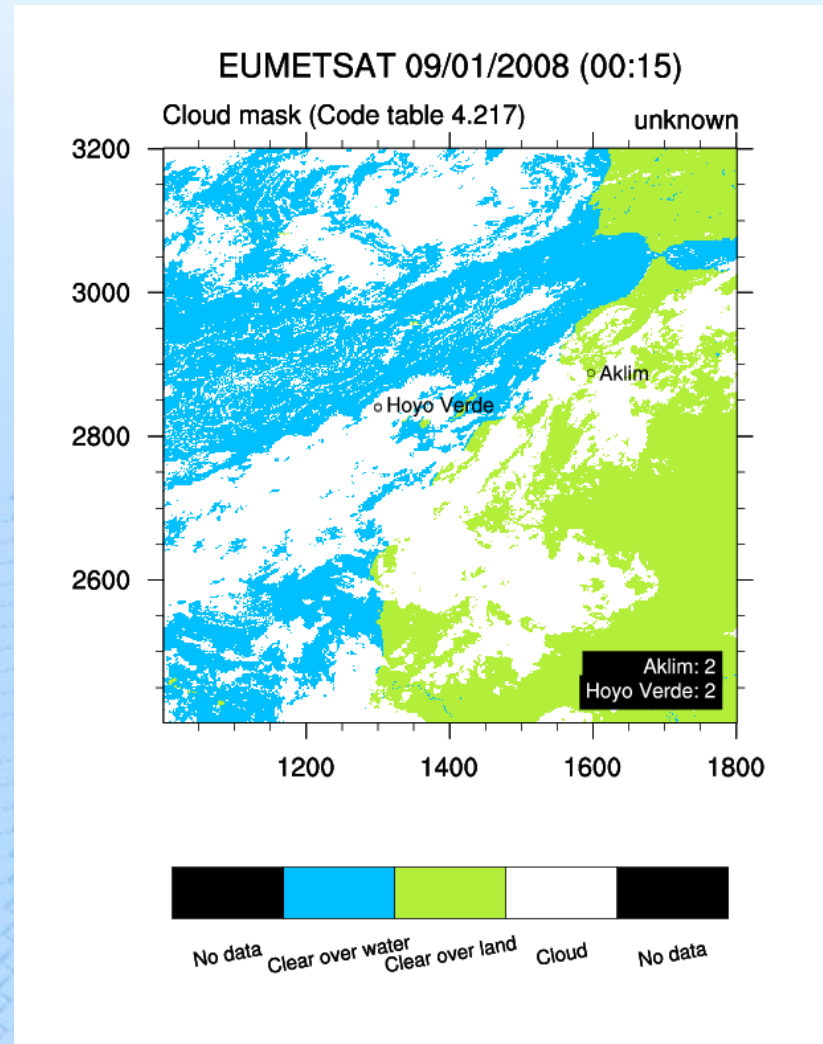 EUMETSAT 09/01/2008 (00:15)
Cloud mask (Code table 4.217)
unknown
3200
3000
2800
2600
Aklim
Hoyo Verde
Aklim: 2
Hoyo Verde: 2
1200 1400 1600 1800
No data Clear over water Clear over land Cloud No data